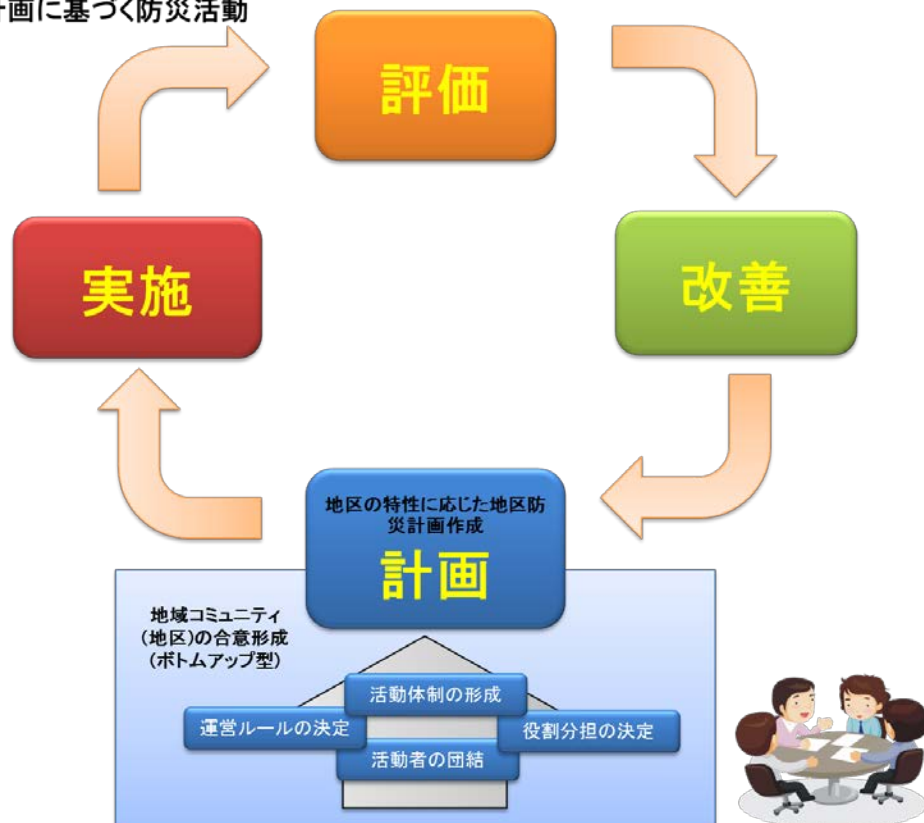 計画に基づく防災活動
評価
実施
改善
地区の特性に応じた地区防
災計画作成
計画
地域コミュニティ
(地区)の合意形成
(ボトムアップ型)
活動体制の形成
運営ルールの決定
役割分担の決定
活動者の団結